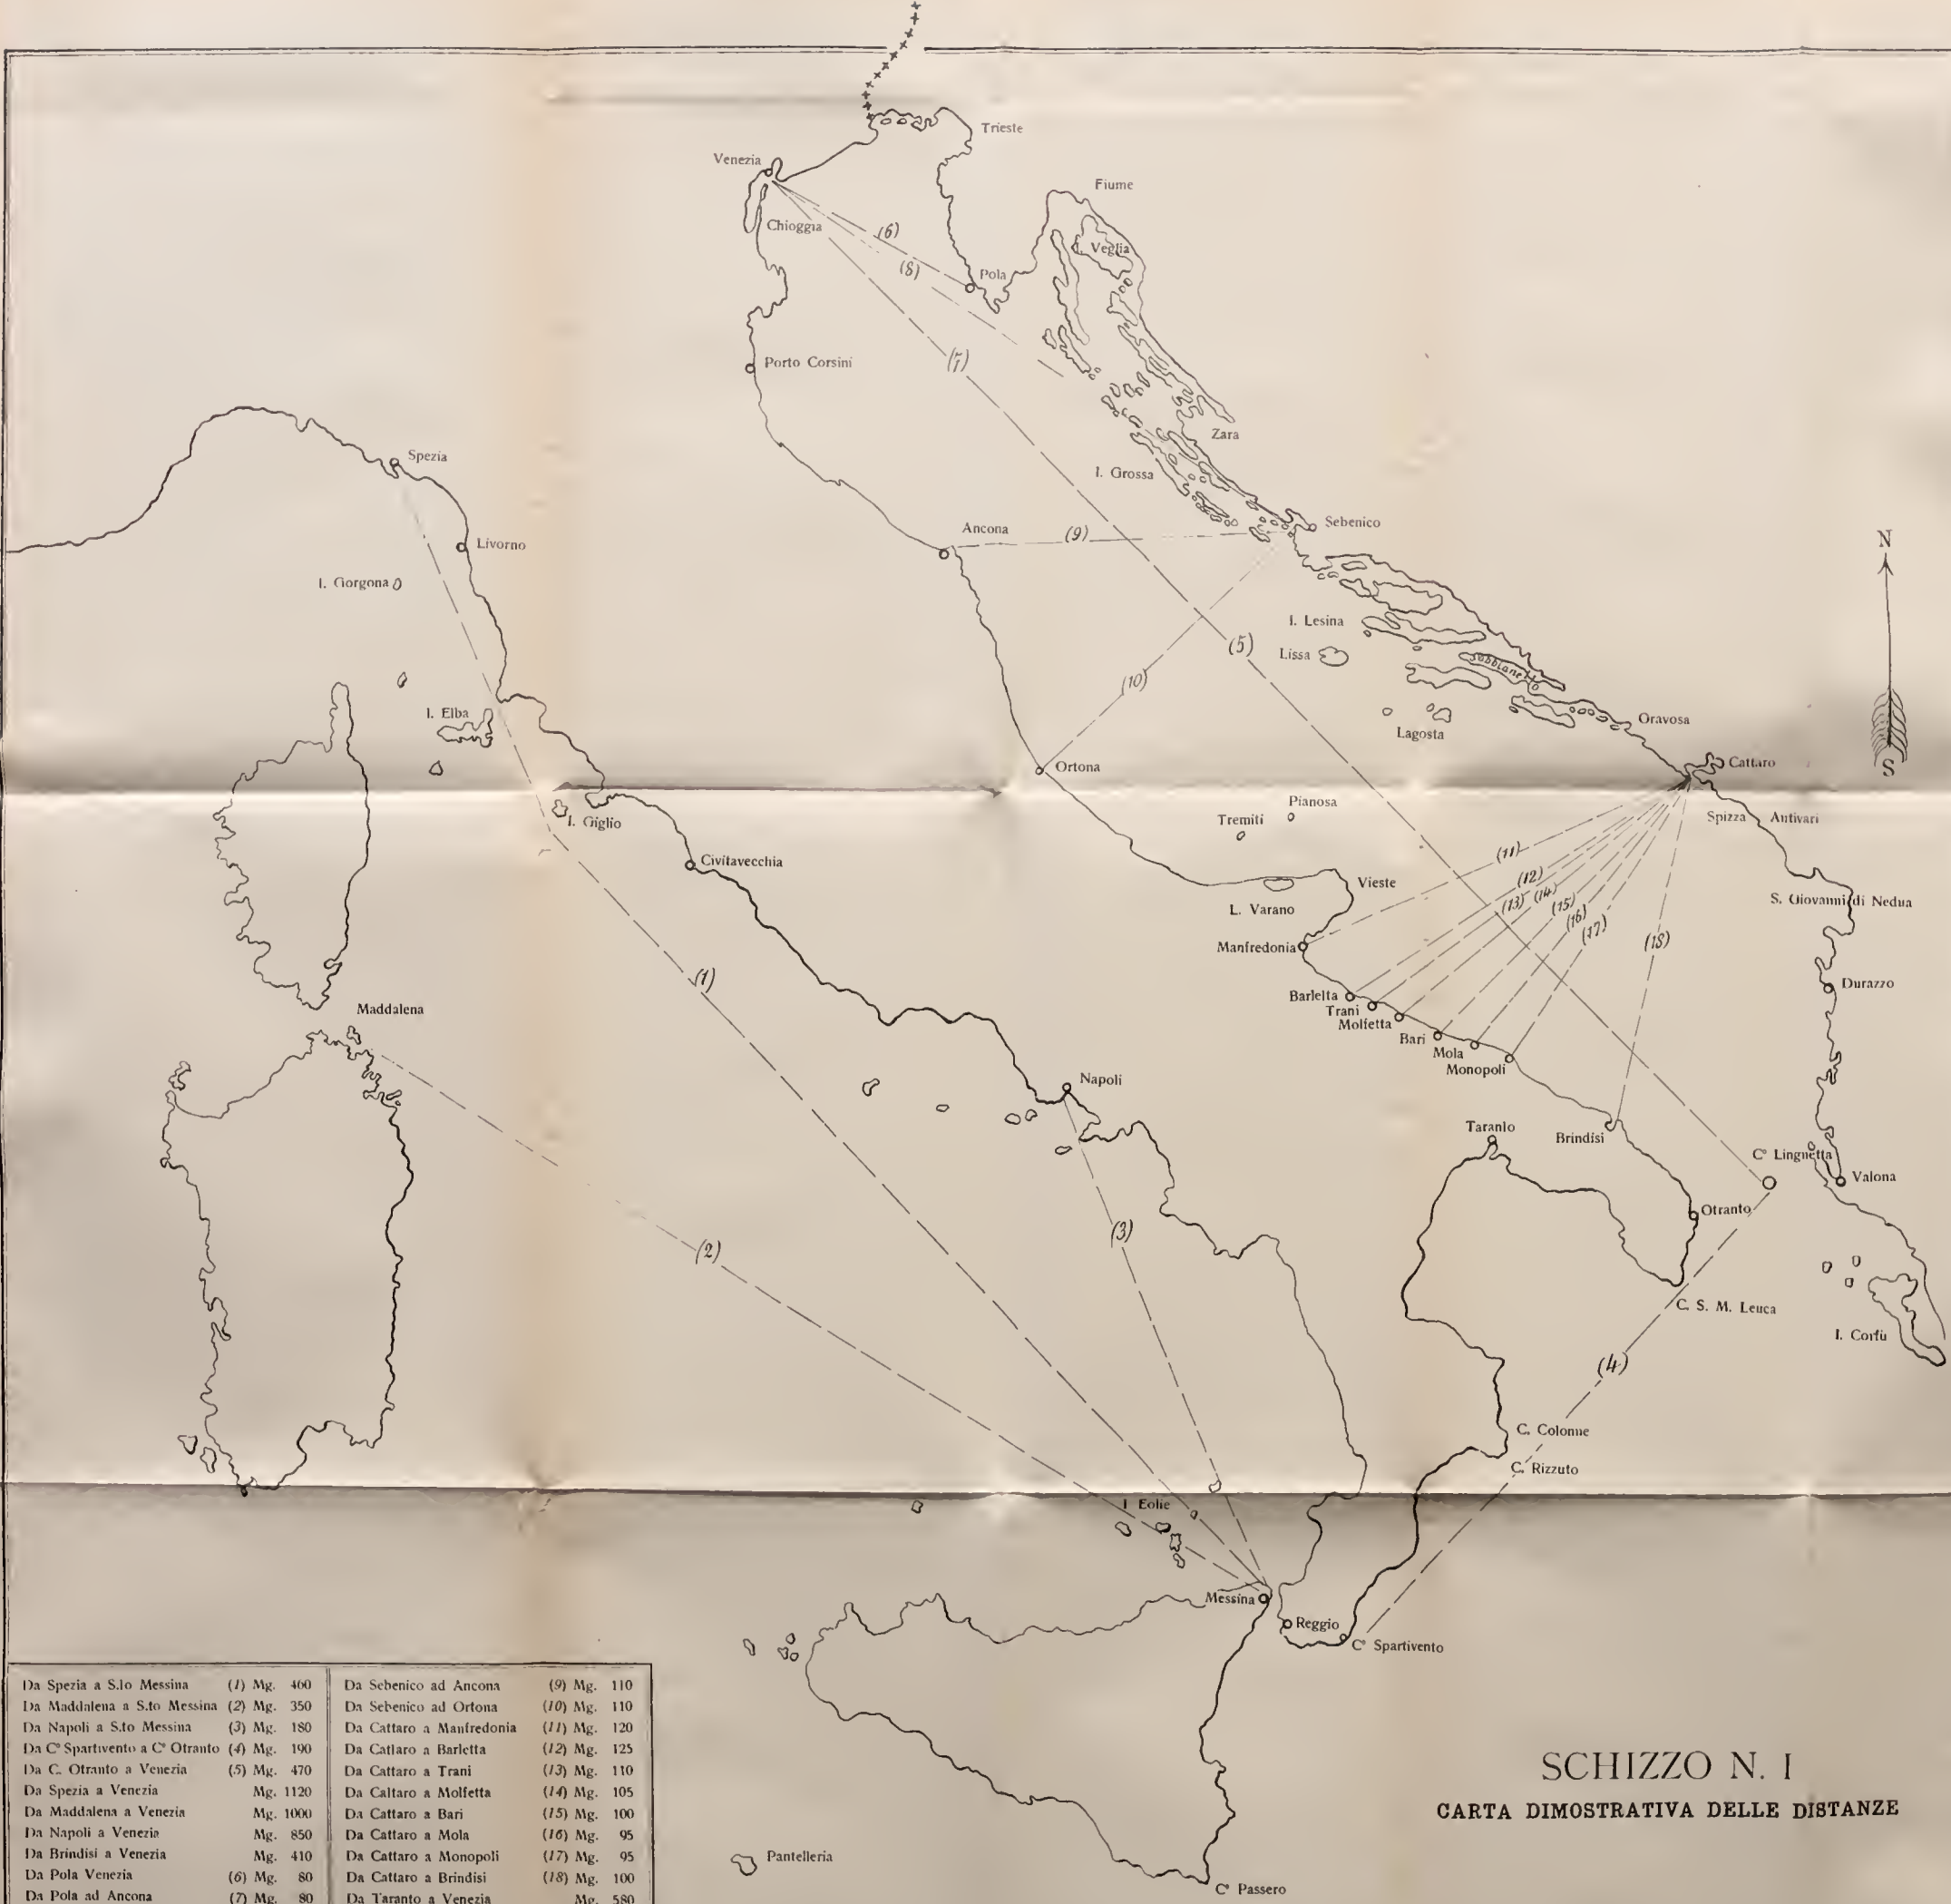 Trieste
Venezia
Fiume
Chioggia
(6)
I. Veglia
(8)
Pola
Porto Corsini
(7)
Zara
Spezia
I. Grossa
Ancona
(9)
Sebenico
N
Livorno
I. Gorgona
I. Lesina
(5)
Lissa
Sabbioncello
(10)
I. Elba
Oravosa
Lagosta
Ortona
Cattaro
S
Pianosa
Tremiti
I. Giglio
Spizza
Antivari
Civitavecchia
(11)
Vieste
(12)
(13)
(14)
(15)
(16)
(17)
(18)
L. Varano
S. Giovanni di Nedua
Manfredonia
(1)
Durazzo
Barletta
Trani
Molfetta
Bari
Mola
Monopoli
Maddalena
Napoli
Taranto
Brindisi
C° Linguetta
Valona
Otranto
(3)
(2)
C. S. M. Leuca
I. Corfù
(4)
C. Colonne
C. Rizzuto
I Eolie
Messina
Reggio
C° Spartivento
Da Spezia a S.to Messina (1) Mg. 460
Da Maddalena a S.to Messina (2) Mg. 350
Da Napoli a S.to Messina (3) Mg. 180
Da C° Spartivento a C° Otranto (4) Mg. 190
Da C. Otranto a Venezia (5) Mg. 470
Da Spezia a Venezia Mg. 1120
Da Maddalena a Venezia Mg. 1000
Da Napoli a Venezia Mg. 850
Da Brindisi a Venezia Mg. 410
Da Pola Venezia (6) Mg. 80
Da Pola ad Ancona (7) Mg. 80
Da Sebenico ad Ancona (9) Mg. 110
Da Sebenico ad Ortona (10) Mg. 110
Da Cattaro a Manfredonia (11) Mg. 120
Da Cattaro a Barletta (12) Mg. 125
Da Cattaro a Trani (13) Mg. 110
Da Cattaro a Molfetta (14) Mg. 105
Da Cattaro a Bari (15) Mg. 100
Da Cattaro a Mola (16) Mg. 95
Da Cattaro a Monopoli (17) Mg. 95
Da Cattaro a Brindisi (18) Mg. 100
Da Taranto a Venezia Mg. 580
SCHIZZO N. I
CARTA DIMOSTRATIVA DELLE DISTANZE
Pantelleria
C° Passero